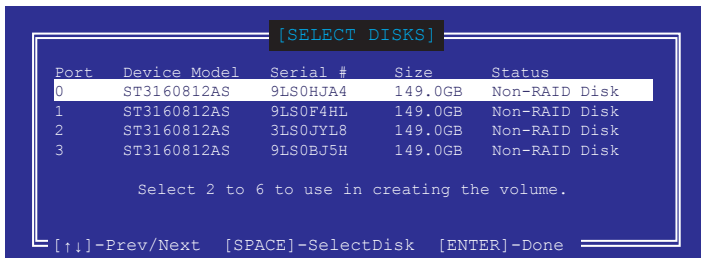 [SELECT DISKS]
Port Device Model Serial # Size Status
0 ST3160812AS 9LS0HJA4 149.0GB Non-RAID Disk
1 ST3160812AS 9LS0F4HL 149.0GB Non-RAID Disk
2 ST3160812AS 3LS0JYL8 149.0GB Non-RAID Disk
3 ST3160812AS 9LS0BJ5H 149.0GB Non-RAID Disk
Select 2 to 6 to use in creating the volume.
[↑↓]-Prev/Next [SPACE]-SelectDisk [ENTER]-Done